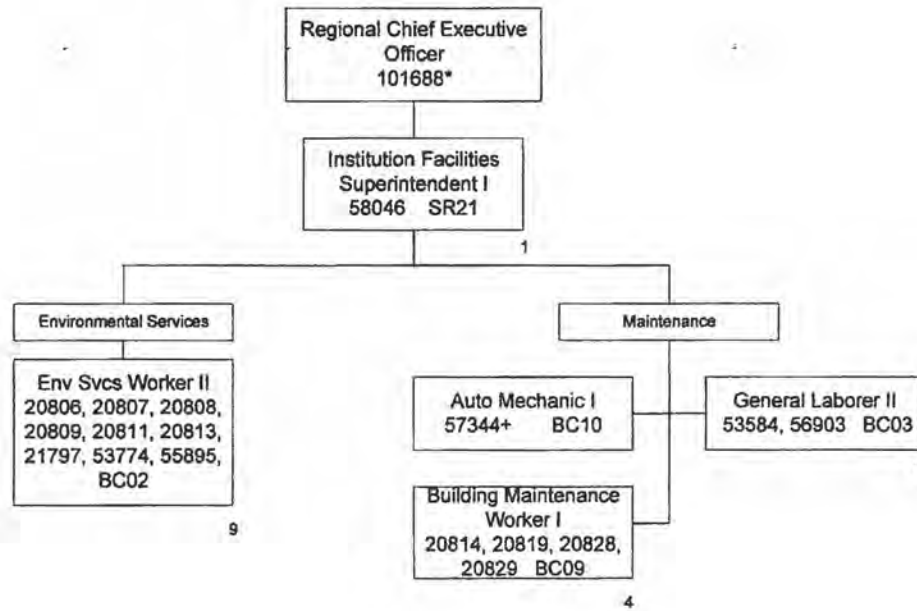 Regional Chief Executive
Officer
101688*
Institution Facilities
Superintendent I
58046 SR21
1
Environmental Services
Maintenance
Env Svcs Worker II
20806, 20807, 20808,
20809, 20811, 20813,
21797, 53774, 55895,
BC02
9
Auto Mechanic I
57344+ BC10
General Laborer II
53584, 56903 BC03
Building Maintenance
Worker I
20814, 20819, 20828,
20829 BC09
4